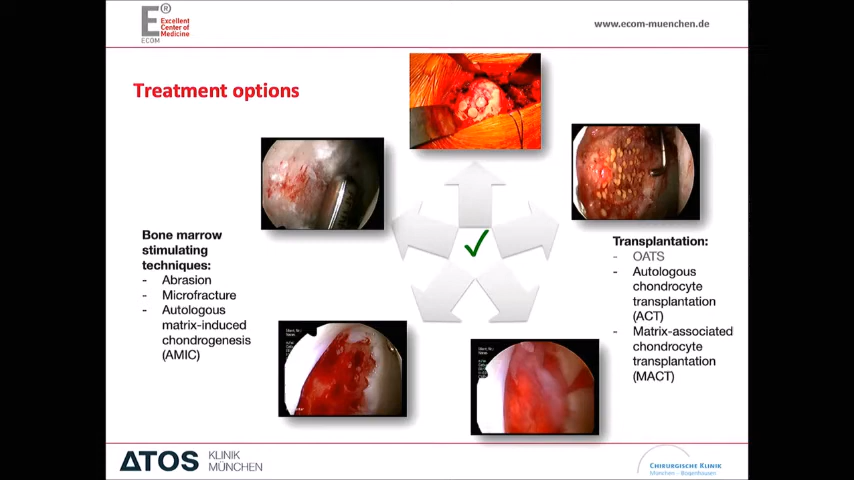 E®
Excellent
Center of
Medicine
ECOM
www.ecom-muenchen.de
Treatment options
Bone marrow
stimulating
techniques:
- Abrasion
- Microfracture
- Autologous
matrix-induced
chondrogenesis
(AMIC)
Transplantation:
- OATS
- Autologous
chondrocyte
transplantation
(ACT)
- Matrix-associated
chondrocyte
transplantation
(MACT)
ATOS
KLINIK
MÜNCHEN
CHIRURGISCHE KLINIK
München - Bogenhausen